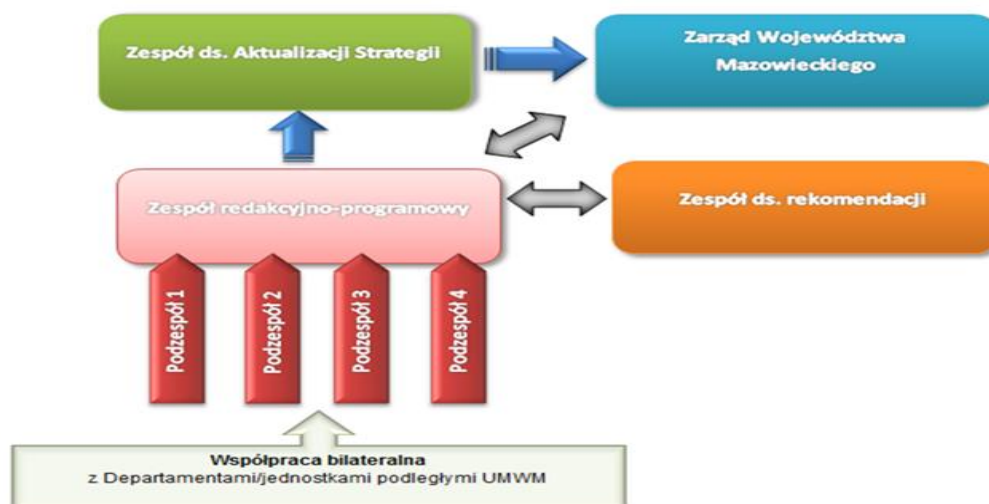 Zespół ds. Aktualizacji Strategii
Zarząd Województwa
Mazowieckiego
Zespół redakcyjno-programowy
Zespół ds. rekomendacji
Podzespół 1
Podzespół 2
Podzespół 3
Podzespół 4
Współpraca bilateralna
z Departamentami/jednostkami podległymi UMWM